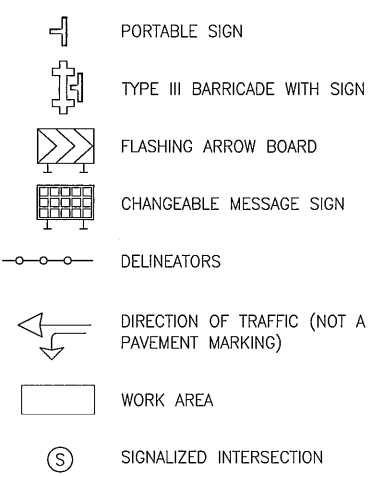 PORTABLE SIGN
TYPE III BARRICADE WITH SIGN
FLASHING ARROW BOARD
CHANGEABLE MESSAGE SIGN
DELINEATORS
DIRECTION OF TRAFFIC (NOT A
PAVEMENT MARKING)
WORK AREA
S SIGNALIZED INTERSECTION